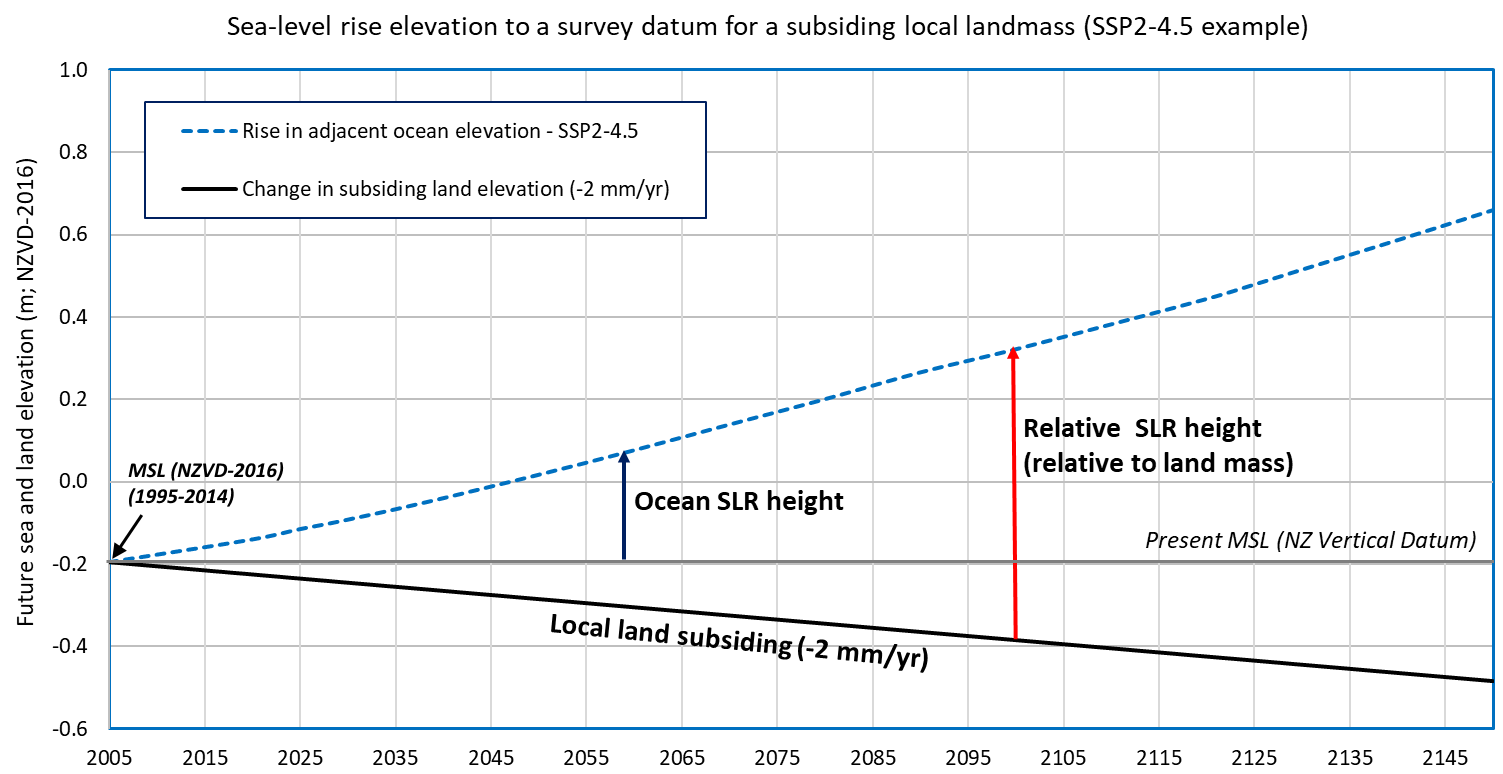 Sea-level rise elevation to a survey datum for a subsiding local landmass (SSP2-4.5 example)
Future sea and land elevation (m; NZVD-2016)
1.0
0.8
0.6
0.4
0.2
0.0
-0.2
-0.4
-0.6
Rise in adjacent ocean elevation - SSP2-4.5
Change in subsiding land elevation (-2 mm/yr)
MSL (NZVD-2016)
(1995-2014)
Ocean SLR height
Relative SLR height
(relative to land mass)
Present MSL (NZ Vertical Datum)
Local land subsiding (-2 mm/yr)
2005 2015 2025 2035 2045 2055 2065 2075 2085 2095 2105 2115 2125 2135 2145